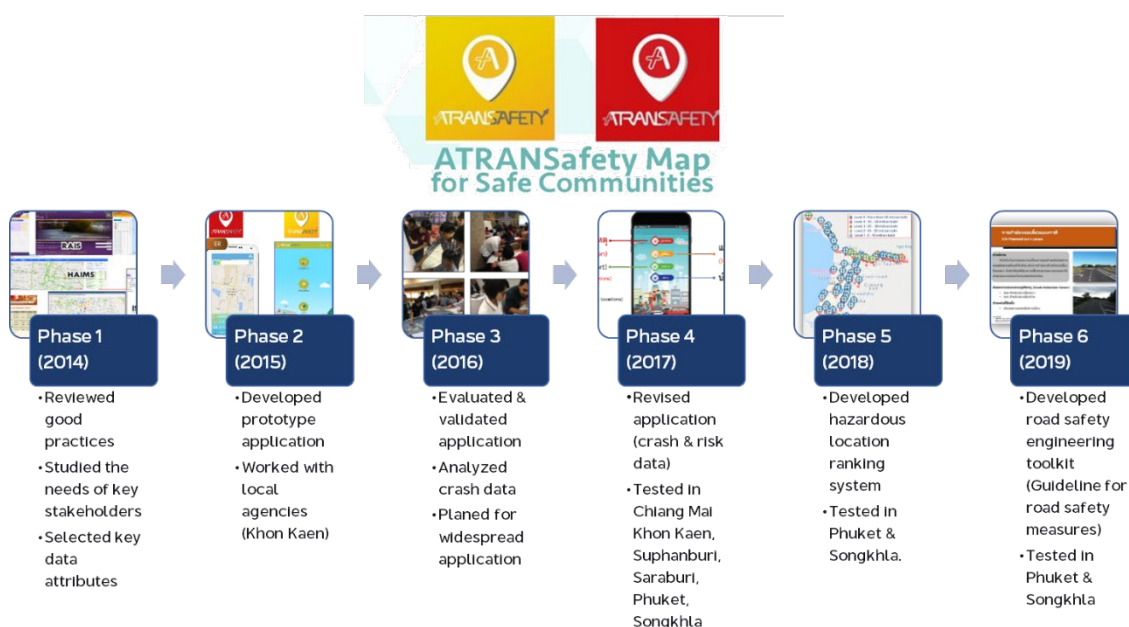 ATRANSAFETY
ATRANSAFETY
ATRANSafety Map
for Safe Communities
RAIS
HAIMS
ER
Phase 1
(2014)
•Reviewed
good
practices
•Studied the
needs of key
stakeholders
•Selected key
data
attributes
Phase 2
(2015)
•Developed
prototype
application
•Worked with
local
agencies
(Khon Kaen)
Phase 3
(2016)
•Evaluated &
validated
application
•Analyzed
crash data
•Planed for
widespread
application
Phase 4
(2017)
•Revised
application
(crash & risk
data)
•Tested in
Chiang Mai
Khon Kaen,
Suphanburi,
Saraburi,
Phuket,
Songkhla
Phase 5
(2018)
•Developed
hazardous
location
ranking
system
•Tested in
Phuket &
Songkhla.
Phase 6
(2019)
•Developed
road safety
engineering
toolkit
(Guideline for
road safety
measures)
•Tested in
Phuket &
Songkhla